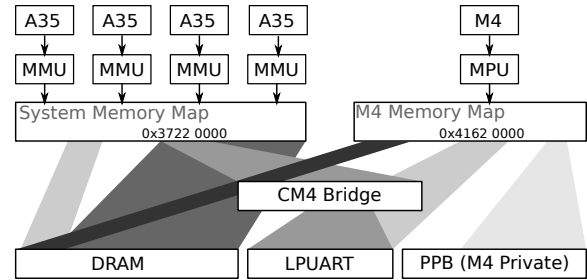 A35 A35 A35 A35 M4
MMU MMU MMU MMU MPU
System Memory Map M4 Memory Map
0x3722 0000 0x4162 0000
CM4 Bridge
DRAM LPUART PPB (M4 Private)